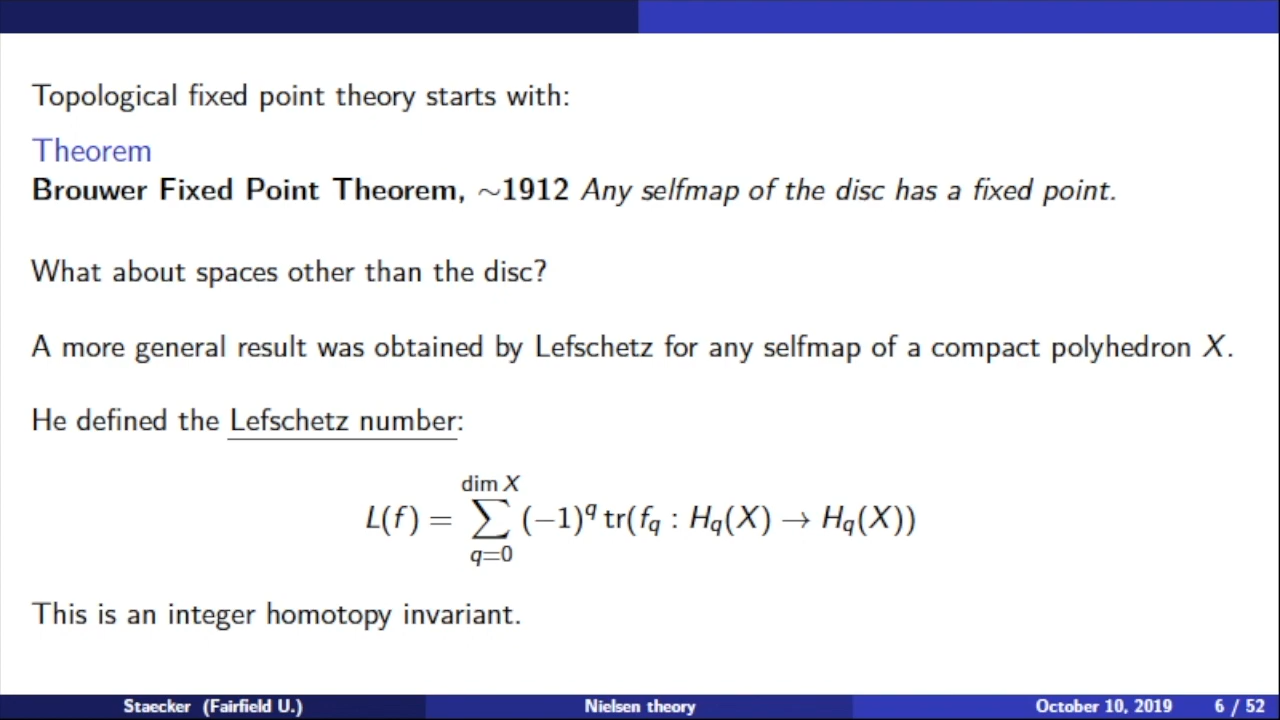 Topological fixed point theory starts with:
Theorem
Brouwer Fixed Point Theorem, ∼1912 Any selfmap of the disc has a fixed point.
What about spaces other than the disc?
A more general result was obtained by Lefschetz for any selfmap of a compact polyhedron X.
He defined the Lefschetz number:
L(f) = ∑_{q=0}^{dim X} (−1)^q tr(f_q : H_q(X) → H_q(X))
This is an integer homotopy invariant.
Staecker (Fairfield U.) Nielsen theory October 10, 2019 6 / 52